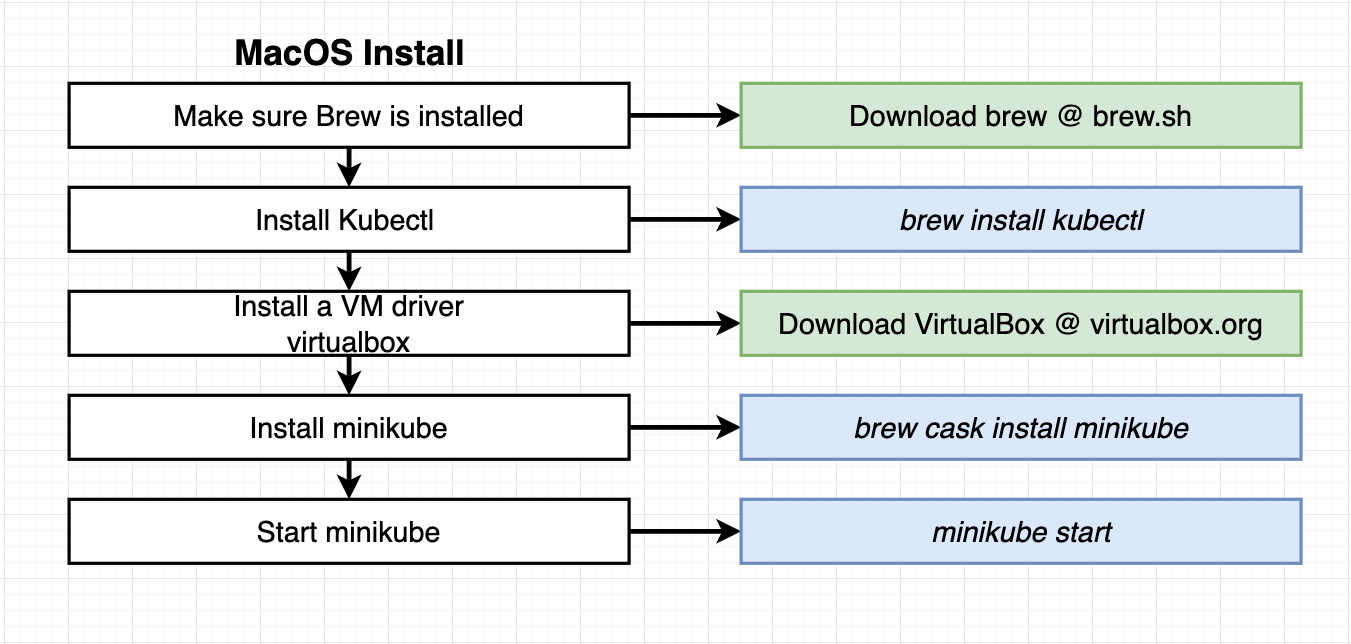 MacOS Install
Make sure Brew is installed
Download brew @ brew.sh
Install Kubectl
brew install kubectl
Install a VM driver
virtualbox
Download VirtualBox @ virtualbox.org
Install minikube
brew cask install minikube
Start minikube
minikube start